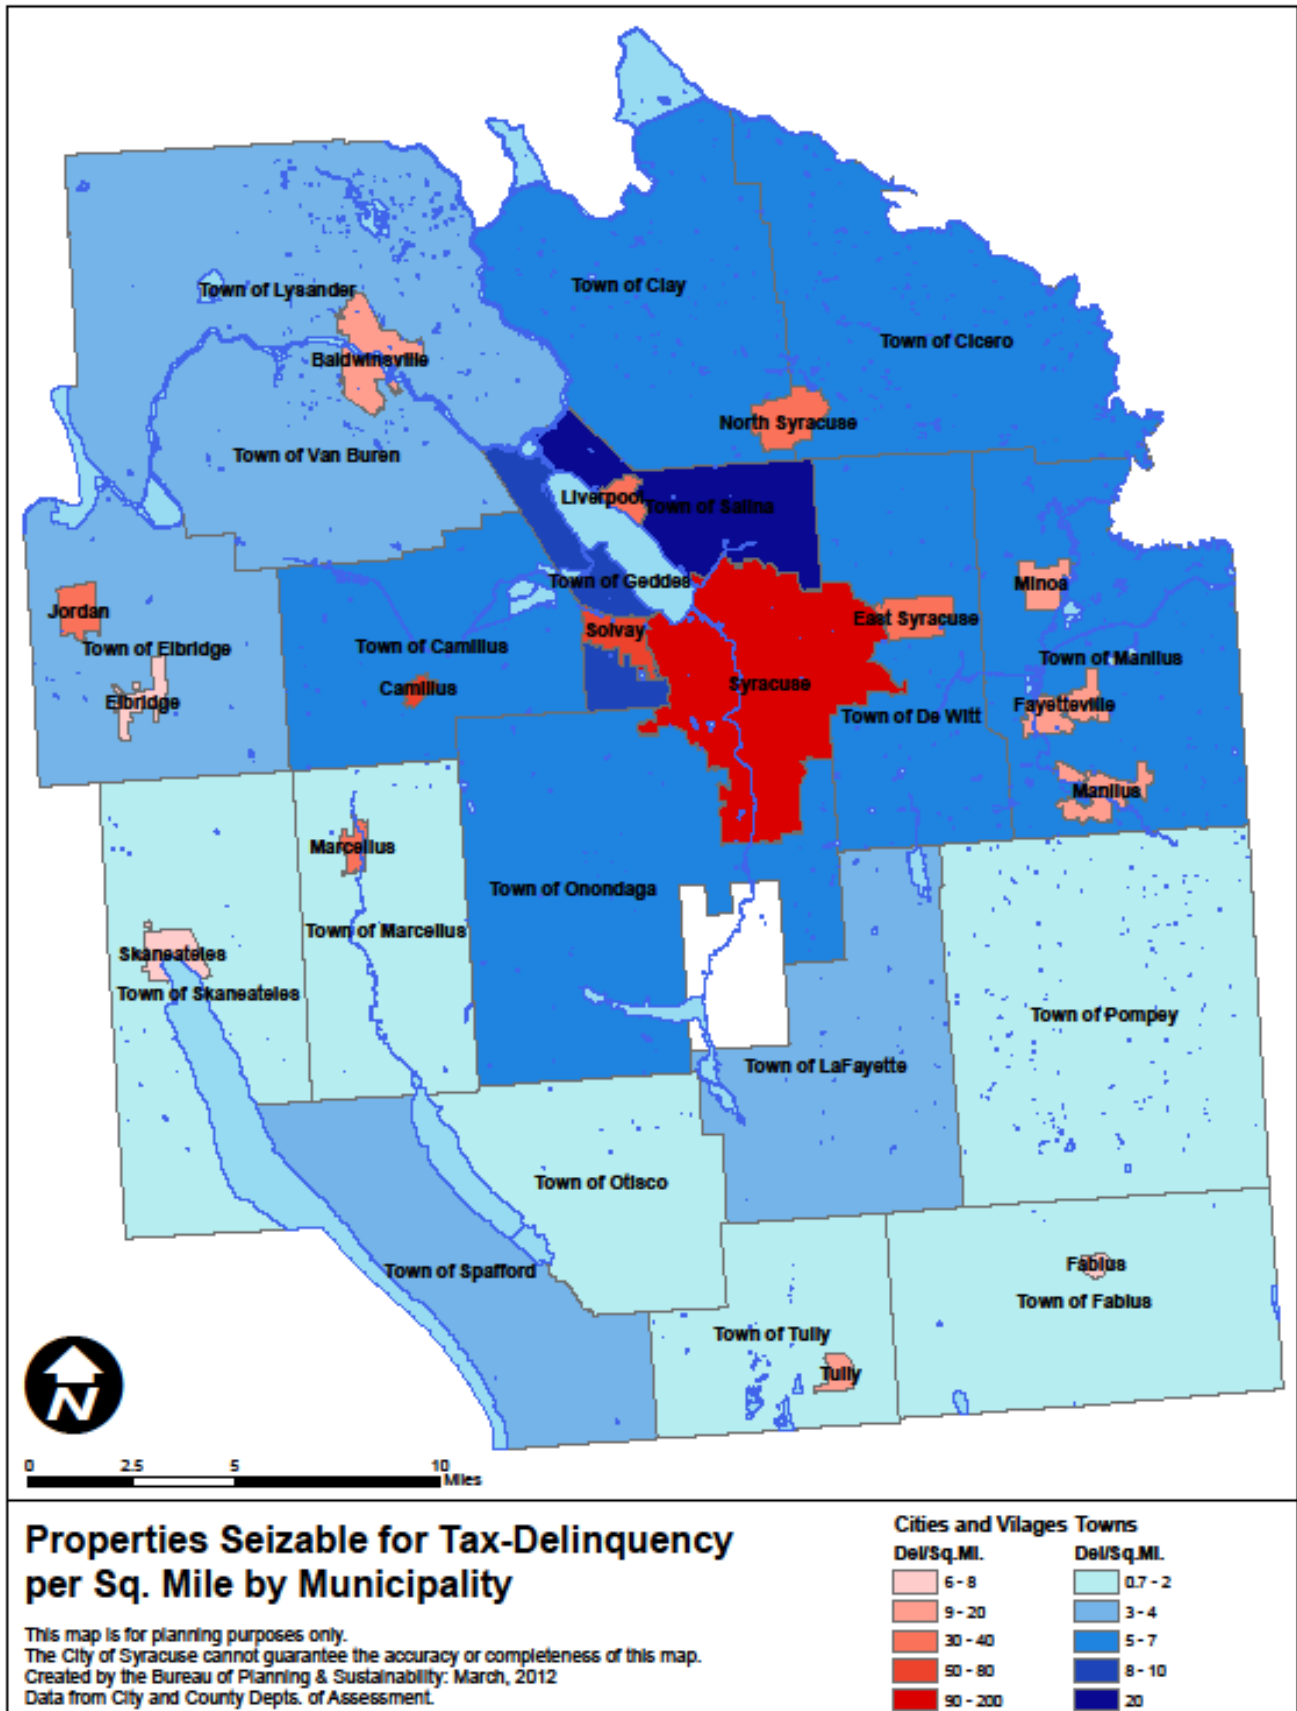 Town of Clay
Town of Lysander
Town of Cicero
Baldwinsville
North Syracuse
Town of Van Buren
Liverpool
Town of Salina
Town of Geddes
Minoa
Jordan
East Syracuse
Solvay
Town of Camillus
Town of Elbridge
Town of Manlius
Camillus
Syracuse
Elbridge
Fayetteville
Town of De Witt
Manlius
Marcellus
Town of Onondaga
Town of Marcellus
Skaneateles
Town of Skaneateles
Town of Pompey
Town of LaFayette
Town of Otisco
Town of Spafford
Fabius
Town of Fabius
Town of Tully
Tully
N
0 2.5 5 10
Miles
Properties Seizable for Tax-Delinquency
per Sq. Mile by Municipality
This map is for planning purposes only.
The City of Syracuse cannot guarantee the accuracy or completeness of this map.
Created by the Bureau of Planning & Sustainability: March, 2012
Data from City and County Depts. of Assessment.
Cities and Vilages Towns
Del/Sq.Mi. Del/Sq.Mi.
6 - 8 0.7 - 2
9 - 20 3 - 4
30 - 40 5 - 7
50 - 80 8 - 10
90 - 200 20